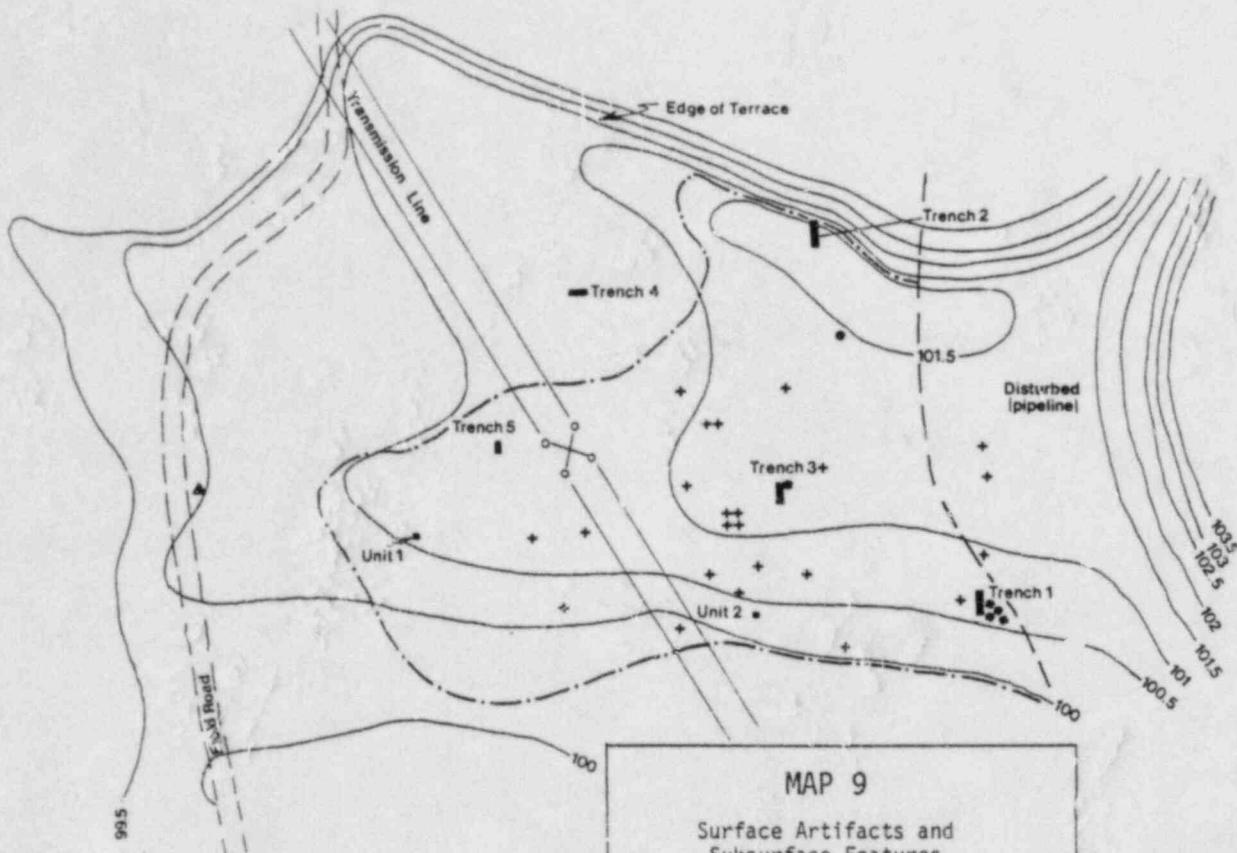 Transmission Line
Edge of Terrace
Trench 2
Trench 4
101.5
Disturbed
(pipeline)
Trench 5
Trench 3
Unit 1
Trench 1
Unit 2
103.5
103
102.5
102
101.5
101
100.5
100
Field Road
100
99.5
MAP 9
Surface Artifacts and
Subsurface Features